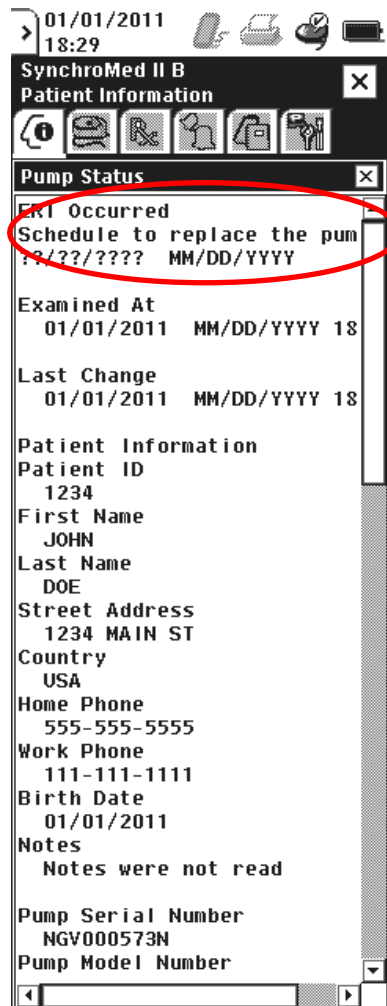 01/01/2011
18:29
SynchroMed II B
Patient Information
Pump Status
ERI Occurred
Schedule to replace the pum
??/??/???? MM/DD/YYYY
Examined At
01/01/2011 MM/DD/YYYY 18
Last Change
01/01/2011 MM/DD/YYYY 18
Patient Information
Patient ID
1234
First Name
JOHN
Last Name
DOE
Street Address
1234 MAIN ST
Country
USA
Home Phone
555-555-5555
Work Phone
111-111-1111
Birth Date
01/01/2011
Notes
Notes were not read
Pump Serial Number
NGV000573N
Pump Model Number